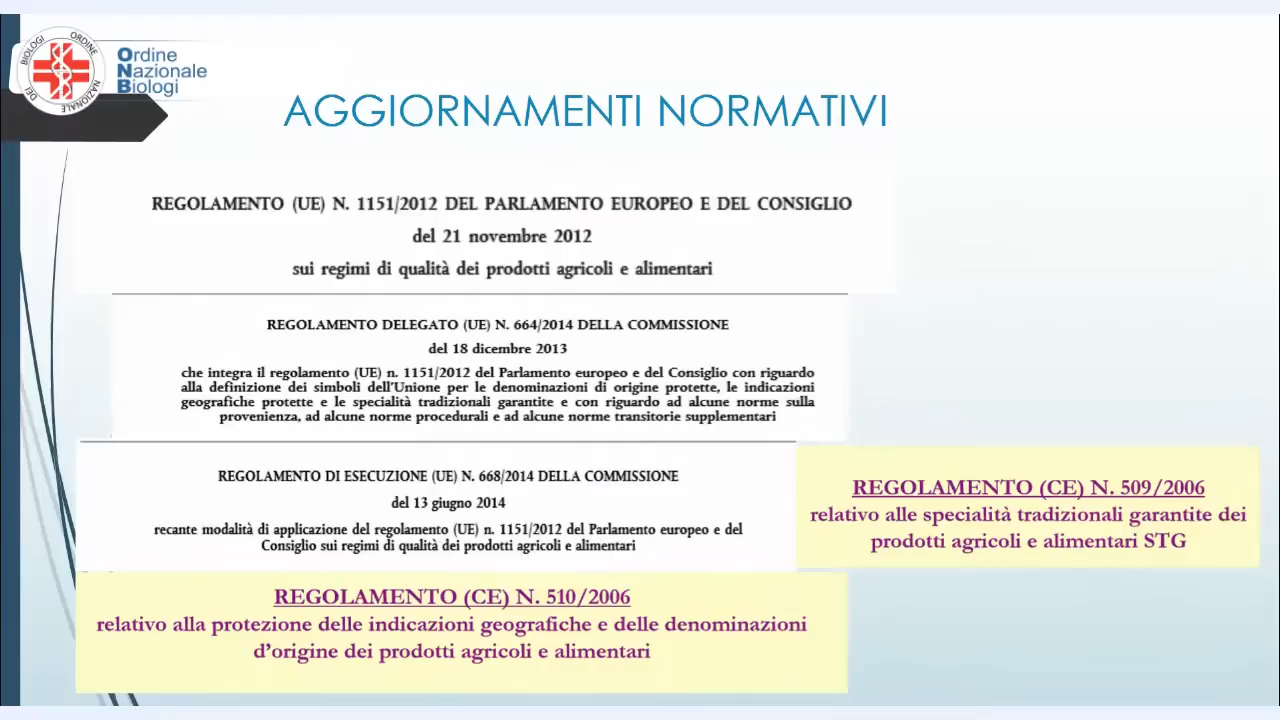 BIOLOGI ORDINE
DEI NAZIONALE
Ordine
Nazionale
Biologi
AGGIORNAMENTI NORMATIVI
REGOLAMENTO (UE) N. 1151/2012 DEL PARLAMENTO EUROPEO E DEL CONSIGLIO
del 21 novembre 2012
sui regimi di qualità dei prodotti agricoli e alimentari
REGOLAMENTO DELEGATO (UE) N. 664/2014 DELLA COMMISSIONE
del 18 dicembre 2013
che integra il regolamento (UE) n. 1151/2012 del Parlamento europeo e del Consiglio con riguardo
alla definizione dei simboli dell'Unione per le denominazioni di origine protette, le indicazioni
geografiche protette e le specialità tradizionali garantite e con riguardo ad alcune norme sulla
provenienza, ad alcune norme procedurali e ad alcune norme transitorie supplementari
REGOLAMENTO DI ESECUZIONE (UE) N. 668/2014 DELLA COMMISSIONE
del 13 giugno 2014
recante modalità di applicazione del regolamento (UE) n. 1151/2012 del Parlamento europeo e del
Consiglio sui regimi di qualità dei prodotti agricoli e alimentari
REGOLAMENTO (CE) N. 509/2006
relativo alle specialità tradizionali garantite dei
prodotti agricoli e alimentari STG
REGOLAMENTO (CE) N. 510/2006
relativo alla protezione delle indicazioni geografiche e delle denominazioni
d'origine dei prodotti agricoli e alimentari